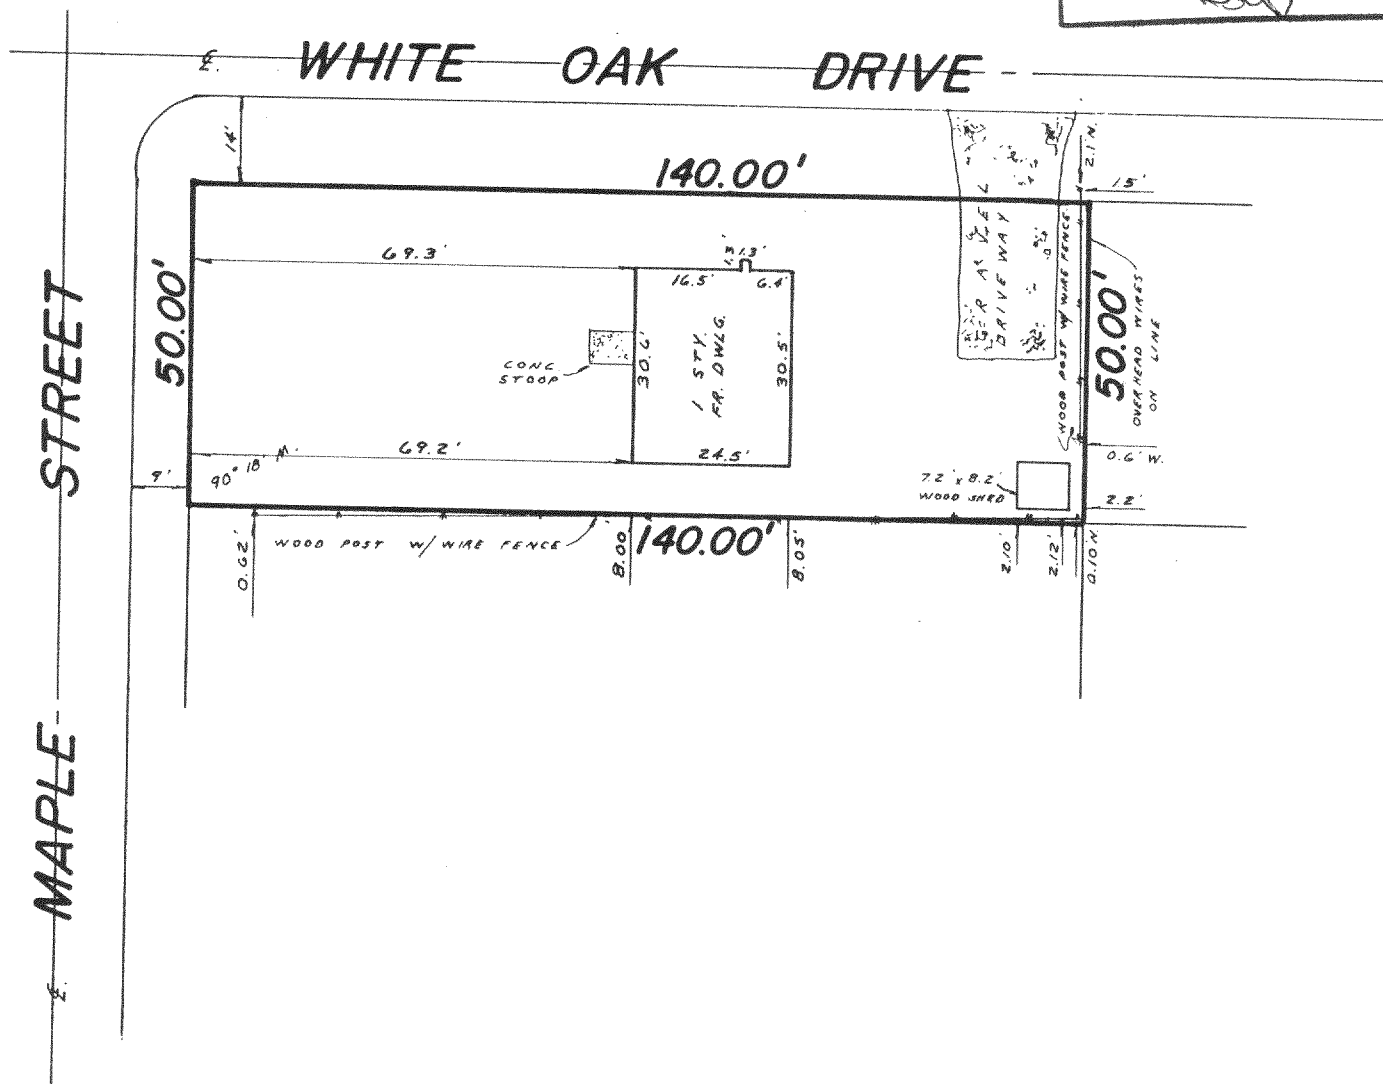 ℄ WHITE OAK DRIVE
14'
140.00'
2.1'N.
15'
69.3'
1.3'
16.5'
6.4'
50.00'
GRAVEL
DRIVE WAY
WOOD POST W/ WIRE FENCE
50.00'
OVERHEAD WIRES
ON LINE
CONC
STOOP
30.6'
1 STY.
FR. DWLG.
30.5'
69.2'
24.5'
0.6' W.
9'
90° 18'
7.2' x 8.2'
WOOD SHED
2.2'
WOOD POST W/ WIRE FENCE
140.00'
0.62'
8.00'
8.05'
2.10'
2.12'
0.10 N.
℄ MAPLE STREET